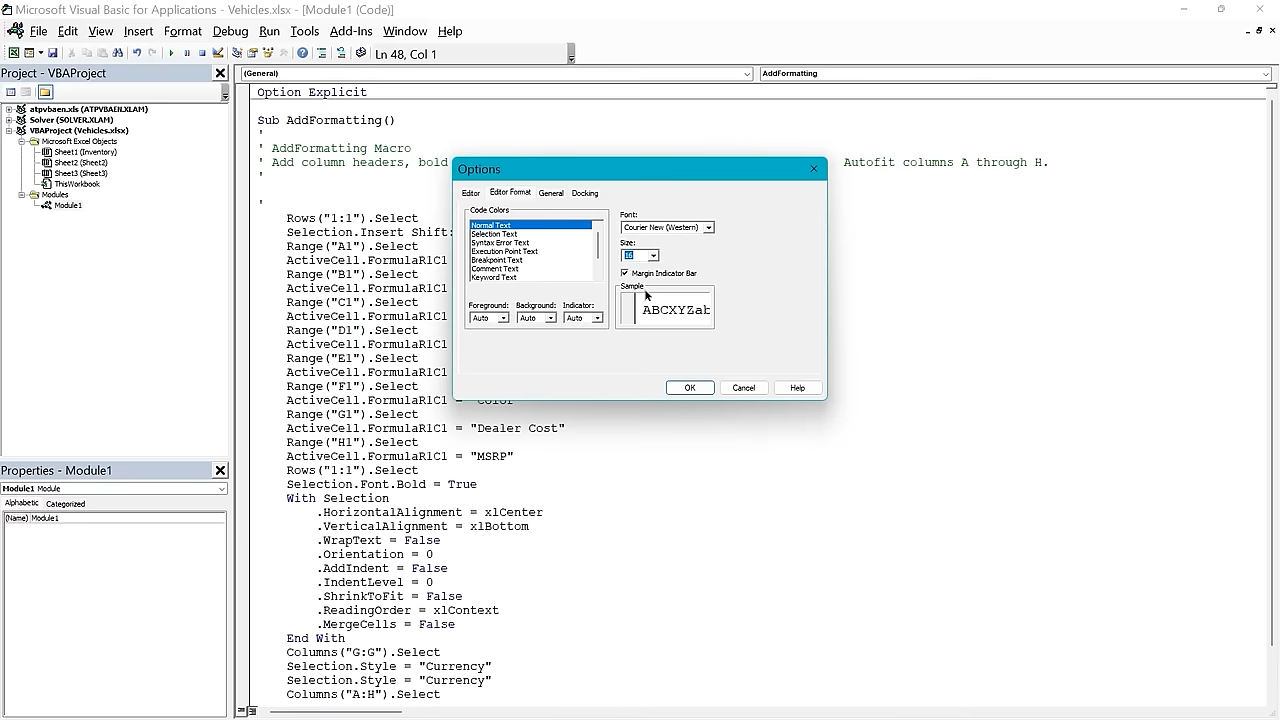 Microsoft Visual Basic for Applications - Vehicles.xlsx - [Module1 (Code)]
File Edit View Insert Format Debug Run Tools Add-Ins Window Help
Ln 48, Col 1
Project - VBAProject
atpvbaen.xls (ATPVBAEN.XLAM)
Solver (SOLVER.XLAM)
VBAProject (Vehicles.xlsx)
Microsoft Excel Objects
Sheet1 (Inventory)
Sheet2 (Sheet2)
Sheet3 (Sheet3)
ThisWorkbook
Modules
Module1
Properties - Module1
Module1 Module
Alphabetic Categorized
(Name) Module1
(General) AddFormatting
Option Explicit
Sub AddFormatting()
'
' AddFormatting Macro
' Add column headers, bold Autofit columns A through H.
'
'
Rows("1:1").Select
Selection.Insert Shift:
Range("A1").Select
ActiveCell.FormulaR1C1
Range("B1").Select
ActiveCell.FormulaR1C1
Range("C1").Select
ActiveCell.FormulaR1C1
Range("D1").Select
ActiveCell.FormulaR1C1
Range("E1").Select
ActiveCell.FormulaR1C1
Range("F1").Select
ActiveCell.FormulaR1C1 = "Color"
Range("G1").Select
ActiveCell.FormulaR1C1 = "Dealer Cost"
Range("H1").Select
ActiveCell.FormulaR1C1 = "MSRP"
Rows("1:1").Select
Selection.Font.Bold = True
With Selection
.HorizontalAlignment = xlCenter
.VerticalAlignment = xlBottom
.WrapText = False
.Orientation = 0
.AddIndent = False
.IndentLevel = 0
.ShrinkToFit = False
.ReadingOrder = xlContext
.MergeCells = False
End With
Columns("G:G").Select
Selection.Style = "Currency"
Selection.Style = "Currency"
Columns("A:H").Select
Options
Editor Editor Format General Docking
Code Colors
Normal Text
Selection Text
Syntax Error Text
Execution Point Text
Breakpoint Text
Comment Text
Keyword Text
Foreground: Background: Indicator:
Auto Auto Auto
Font:
Courier New (Western)
Size:
16
Margin Indicator Bar
Sample
ABCXYZab
OK Cancel Help